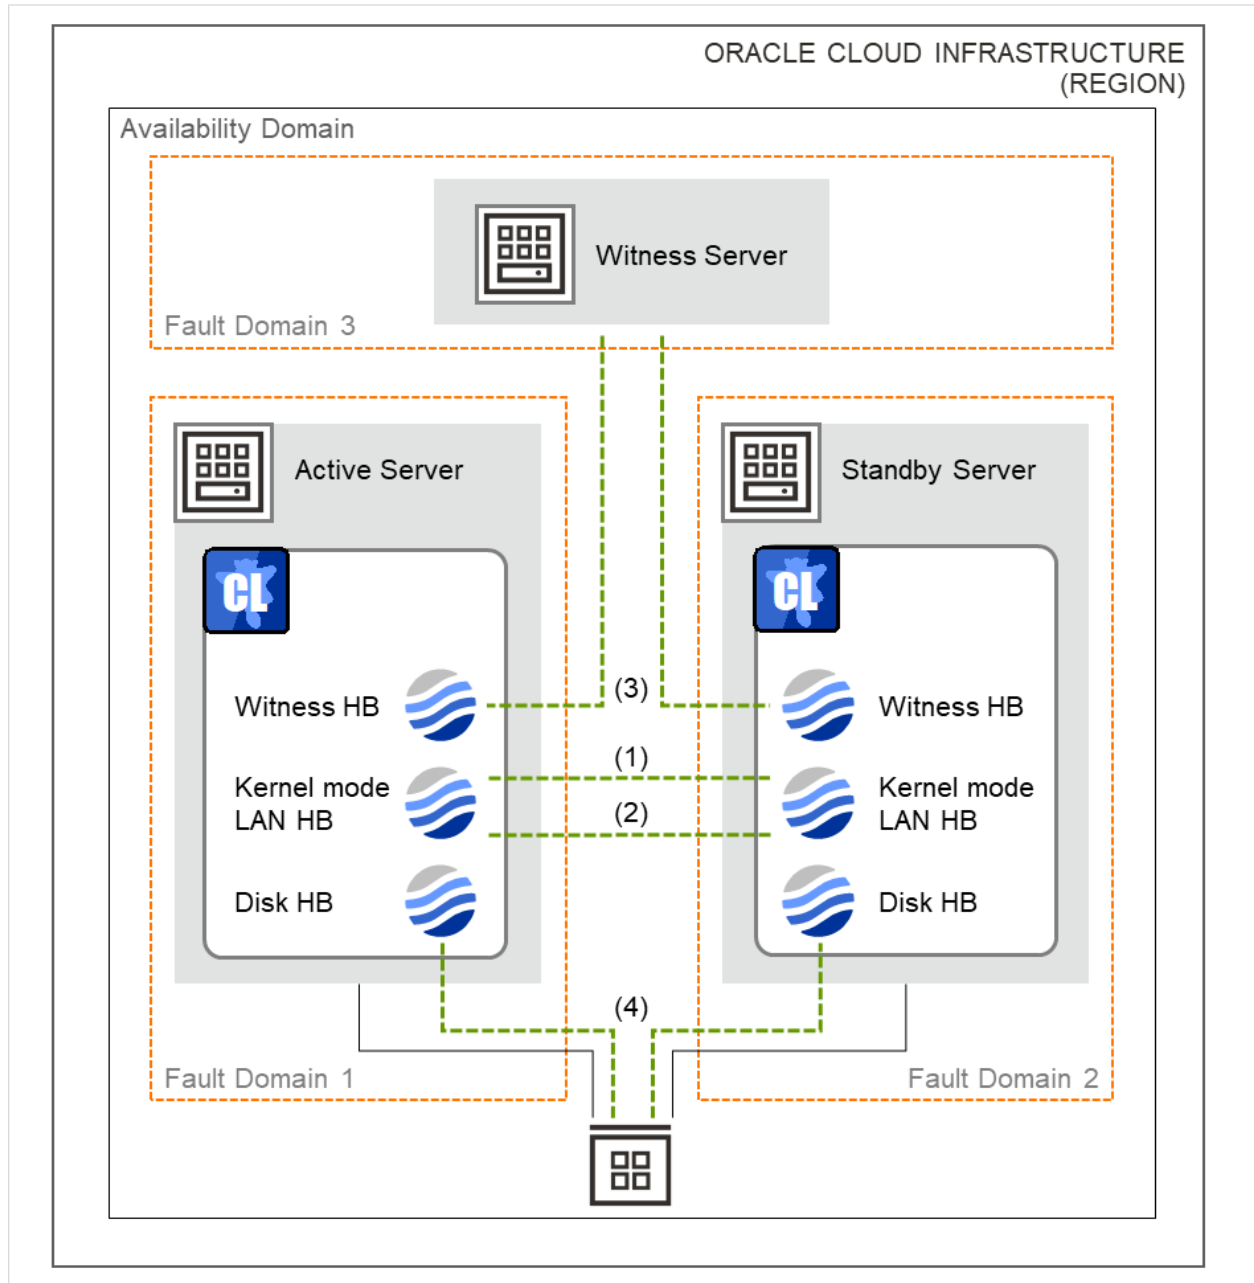 ORACLE CLOUD INFRASTRUCTURE
(REGION)
Availability Domain
Witness Server
Fault Domain 3
Active Server
Standby Server
CL
CL
Witness HB
(3)
Witness HB
(1)
Kernel mode
LAN HB
(2)
Kernel mode
LAN HB
Disk HB
Disk HB
(4)
Fault Domain 1
Fault Domain 2